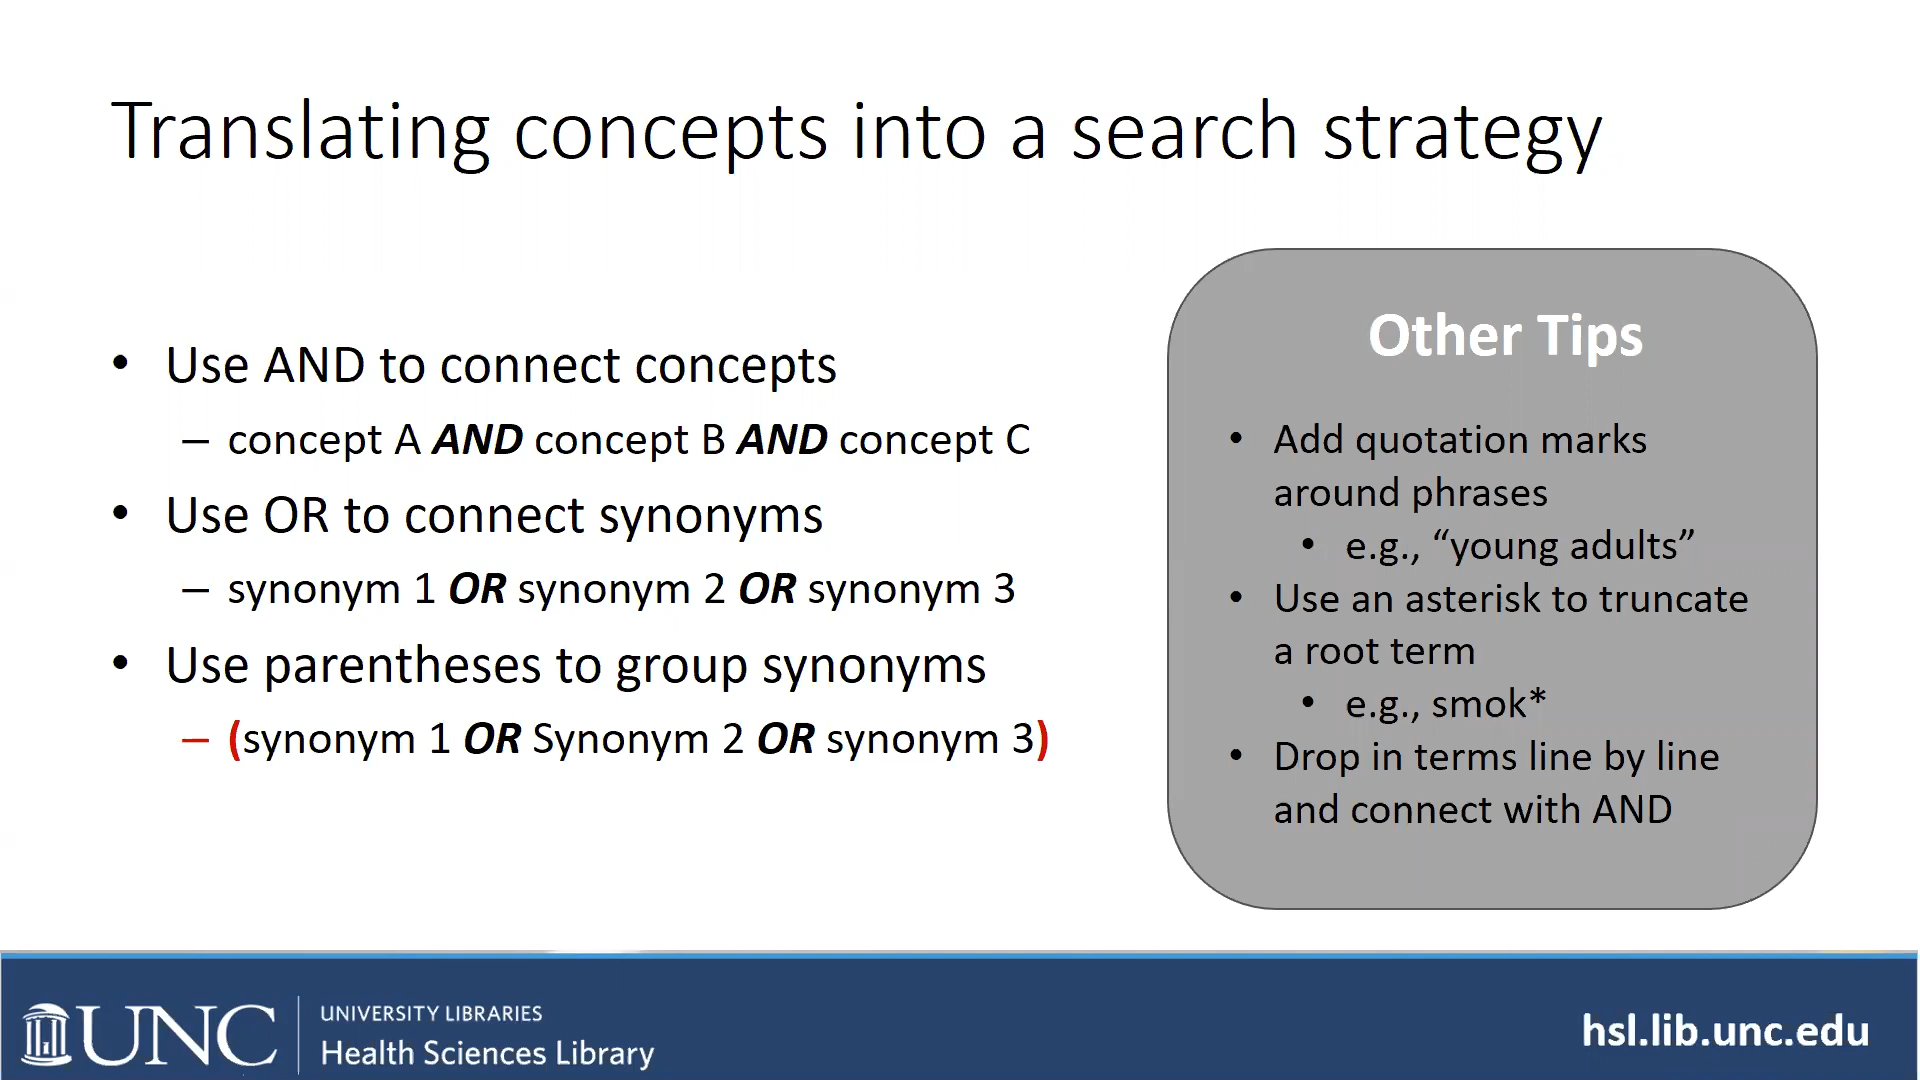 Translating concepts into a search strategy
• Use AND to connect concepts
– concept A AND concept B AND concept C
• Use OR to connect synonyms
– synonym 1 OR synonym 2 OR synonym 3
• Use parentheses to group synonyms
– (synonym 1 OR Synonym 2 OR synonym 3)
Other Tips
• Add quotation marks
around phrases
• e.g., “young adults”
• Use an asterisk to truncate
a root term
• e.g., smok*
• Drop in terms line by line
and connect with AND
UNC
UNIVERSITY LIBRARIES
Health Sciences Library
hsl.lib.unc.edu